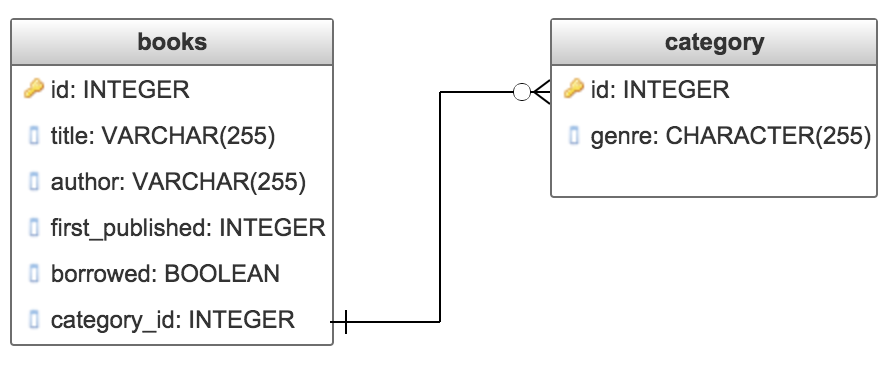 books
id: INTEGER
title: VARCHAR(255)
author: VARCHAR(255)
first_published: INTEGER
borrowed: BOOLEAN
category_id: INTEGER
category
id: INTEGER
genre: CHARACTER(255)